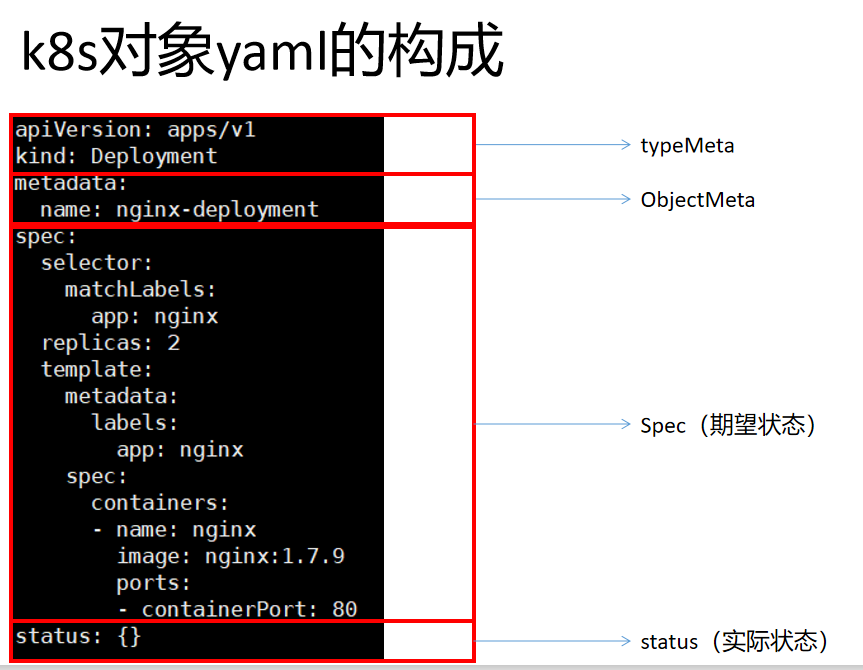 k8s对象yaml的构成
apiVersion: apps/v1
kind: Deployment
typeMeta
metadata:
  name: nginx-deployment
ObjectMeta
spec:
  selector:
    matchLabels:
      app: nginx
  replicas: 2
  template:
    metadata:
      labels:
        app: nginx
    spec:
      containers:
      - name: nginx
        image: nginx:1.7.9
        ports:
        - containerPort: 80
Spec（期望状态）
status: {}
status（实际状态）